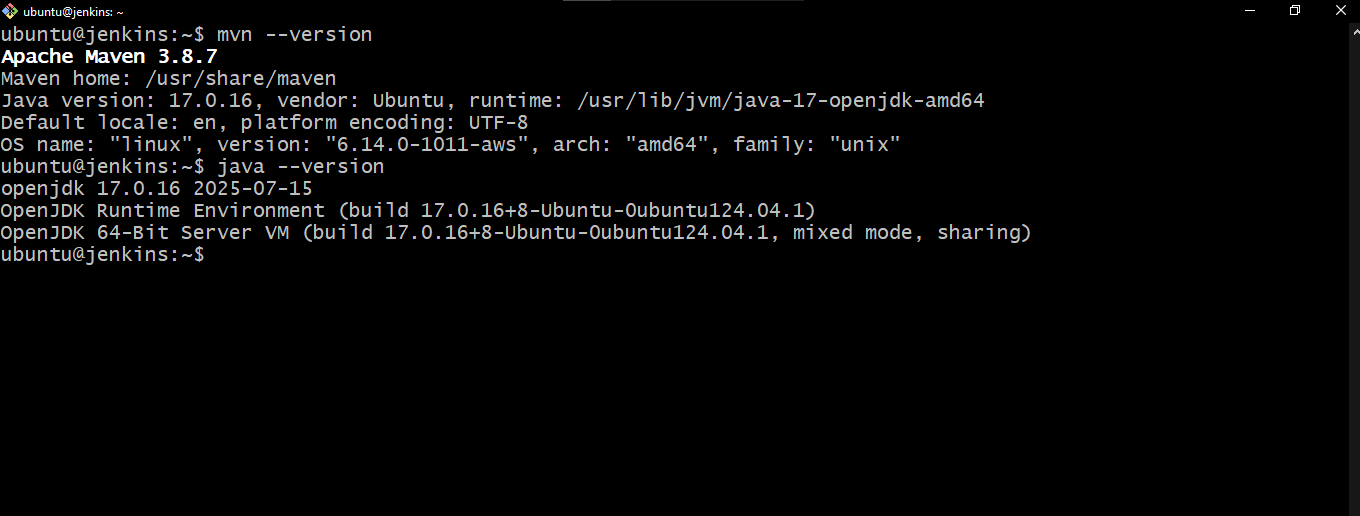 ubuntu@jenkins: ~
ubuntu@jenkins:~$ mvn --version
Apache Maven 3.8.7
Maven home: /usr/share/maven
Java version: 17.0.16, vendor: Ubuntu, runtime: /usr/lib/jvm/java-17-openjdk-amd64
Default locale: en, platform encoding: UTF-8
OS name: "linux", version: "6.14.0-1011-aws", arch: "amd64", family: "unix"
ubuntu@jenkins:~$ java --version
openjdk 17.0.16 2025-07-15
OpenJDK Runtime Environment (build 17.0.16+8-Ubuntu-0ubuntu124.04.1)
OpenJDK 64-Bit Server VM (build 17.0.16+8-Ubuntu-0ubuntu124.04.1, mixed mode, sharing)
ubuntu@jenkins:~$